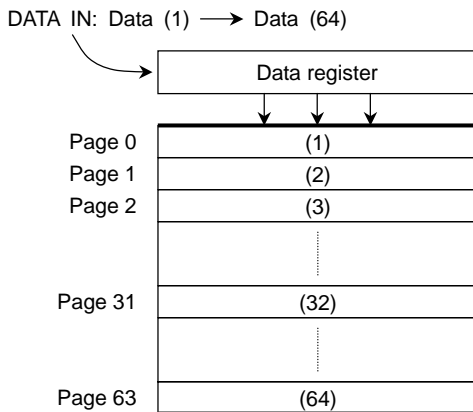 DATA IN: Data (1) → Data (64)
Data register
Page 0 (1)
Page 1 (2)
Page 2 (3)
Page 31 (32)
Page 63 (64)